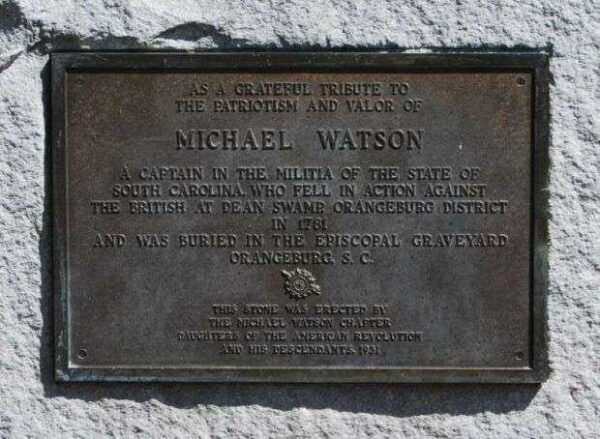 AS A GRATEFUL TRIBUTE TO
THE PATRIOTISM AND VALOR OF
MICHAEL WATSON
A CAPTAIN IN THE MILITIA OF THE STATE OF
SOUTH CAROLINA, WHO FELL IN ACTION AGAINST
THE BRITISH AT DEAN SWAMP, ORANGEBURG DISTRICT
IN 1781
AND WAS BURIED IN THE EPISCOPAL GRAVEYARD
ORANGEBURG, S. C.
THIS STONE WAS ERECTED BY
THE MICHAEL WATSON CHAPTER
DAUGHTERS OF THE AMERICAN REVOLUTION
AND HIS DESCENDANTS, 1931